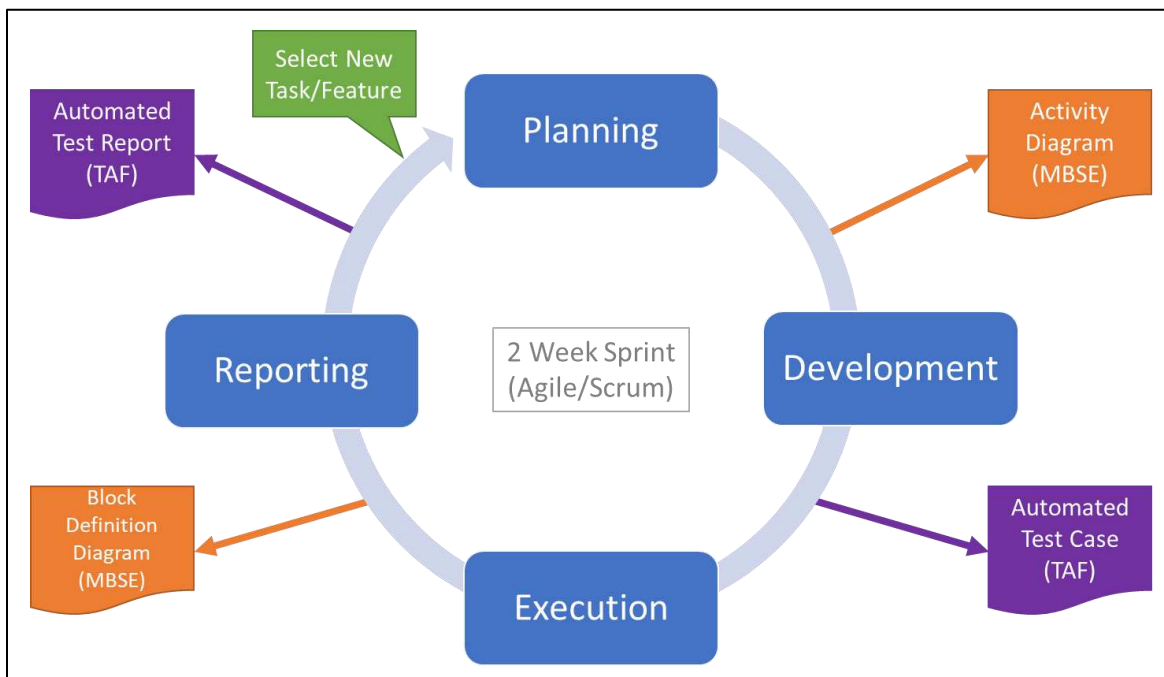 Select New
Task/Feature
Automated
Test Report
(TAF)
Planning
Activity
Diagram
(MBSE)
Reporting
2 Week Sprint
(Agile/Scrum)
Development
Block
Definition
Diagram
(MBSE)
Execution
Automated
Test Case
(TAF)